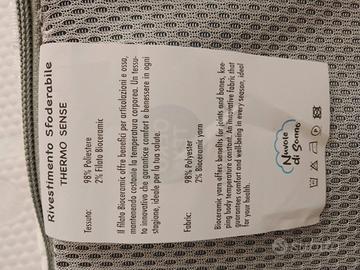 Rivestimento Sfoderabile
THERMO SENSE
Tessuto:
98% Poliestere
2% Filato Bioceramic
Il filato Bioceramic offre benefici per articolazioni e ossa,
mantenendo costante la temperatura corporea. Un tessu-
to innovativo che garantisce comfort e benessere in ogni
stagione, ideale per la tua salute.
Fabric:
98% Polyester
2% Bioceramic yarn
Bioceramic yarn offers benefits for joints and bones, kee-
ping body temperature constant. An innovative fabric that
guarantees comfort and well-being in every season, ideal
for your health.
Nuvole
di Sonno
SUBITO